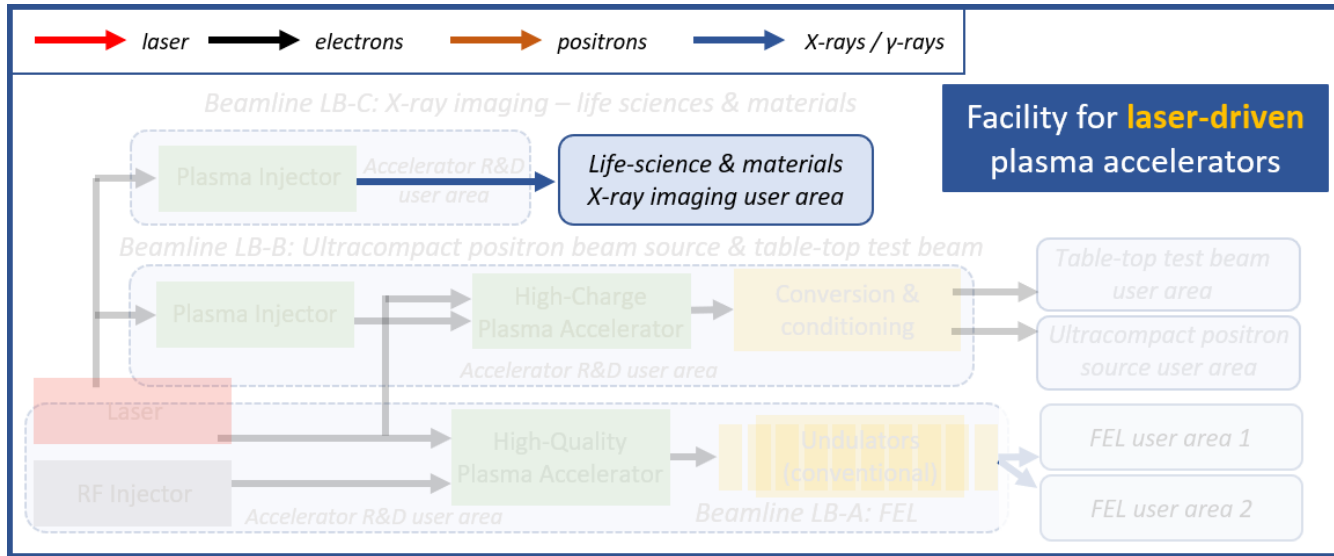 laser
electrons
positrons
X-rays / γ-rays
Facility for laser-driven
plasma accelerators
Beamline LB-C: X-ray imaging – life sciences & materials
Plasma Injector
Accelerator R&D
user area
Life-science & materials
X-ray imaging user area
Beamline LB-B: Ultracompact positron beam source & table-top test beam
Plasma Injector
High-Charge
Plasma Accelerator
Conversion &
conditioning
Table-top test beam
user area
Ultracompact positron
source user area
Accelerator R&D user area
Laser
RF Injector
High-Quality
Plasma Accelerator
Undulators
(conventional)
FEL user area 1
FEL user area 2
Accelerator R&D user area
Beamline LB-A: FEL